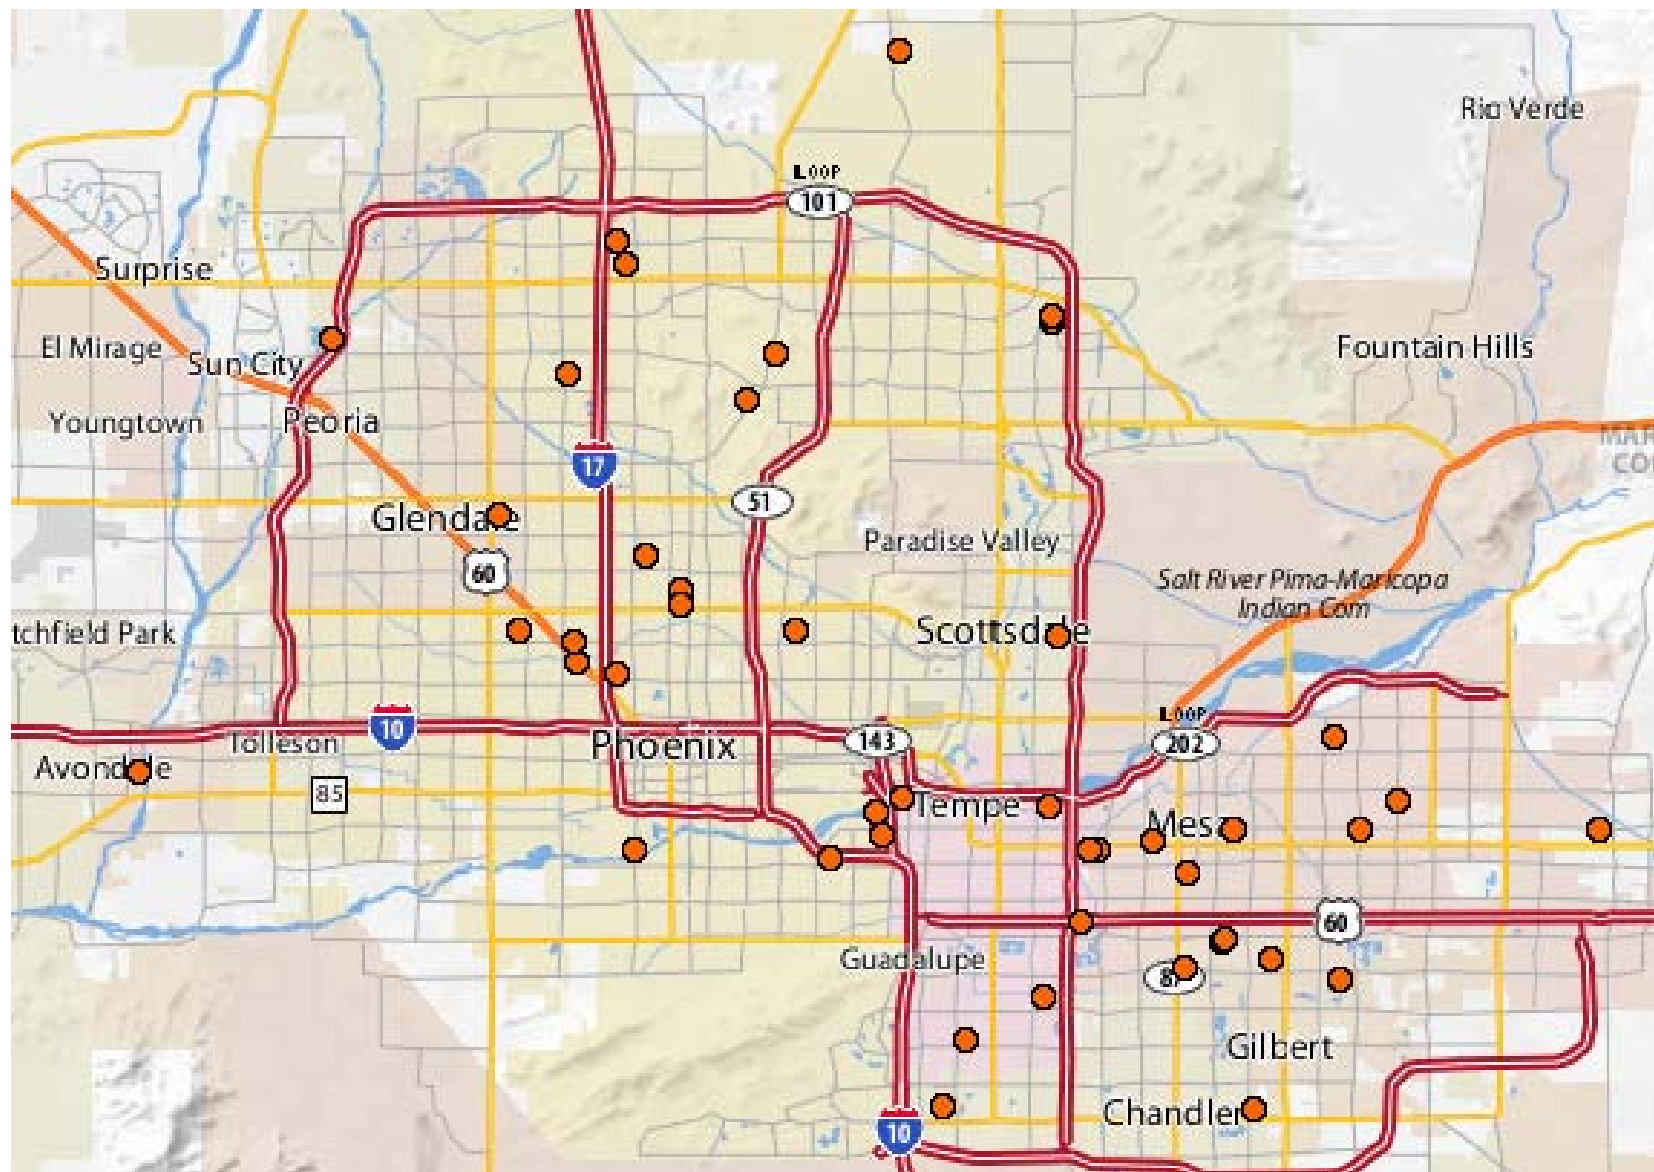 Rio Verde
LOOP
101
Surprise
El Mirage
Sun City
Fountain Hills
Youngtown
Peoria
17
51
Glendale
Paradise Valley
60
Salt River Pima-Maricopa
Indian Com
tchfield Park
Scottsdale
LOOP
10
143
202
Tolleson
Phoenix
Avondale
85
Tempe
Mesa
60
Guadalupe
Gilbert
Chandler
10